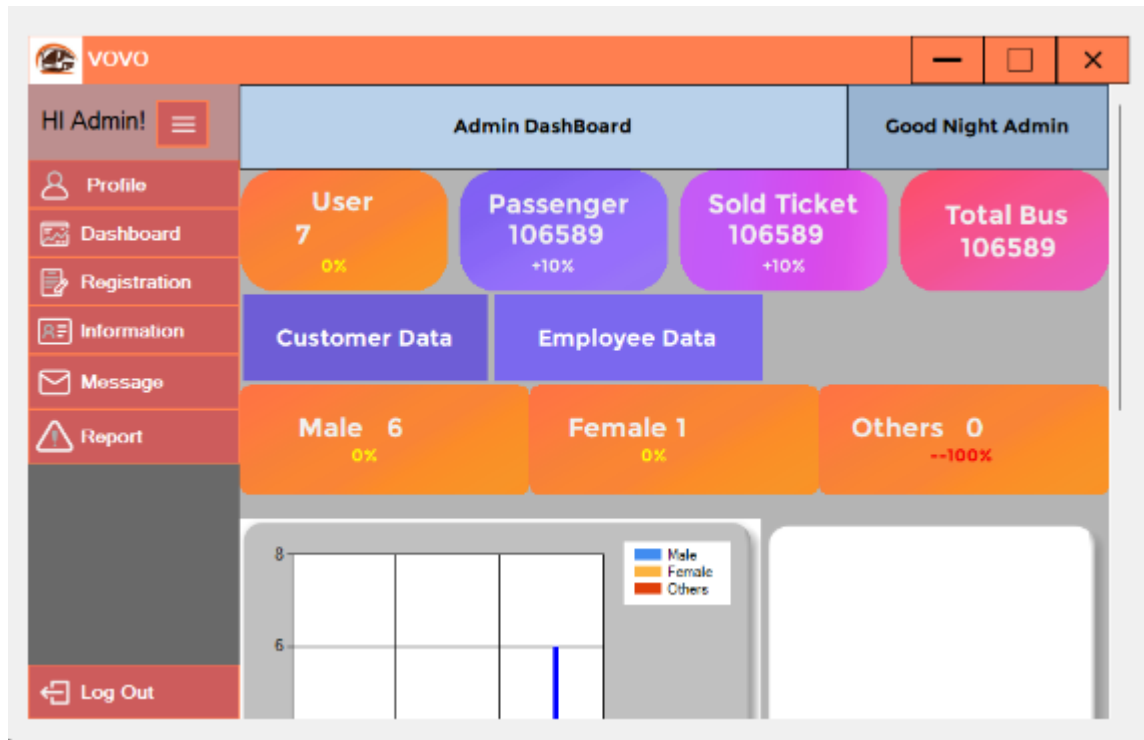 VOVO
HI Admin!
Admin DashBoard
Good Night Admin
Profile
Dashboard
Registration
Information
Message
Report
Log Out
User
7
0%
Passenger
106589
+10%
Sold Ticket
106589
+10%
Total Bus
106589
Customer Data
Employee Data
Male 6
0%
Female 1
0%
Others 0
--100%
8
6
Male
Female
Others